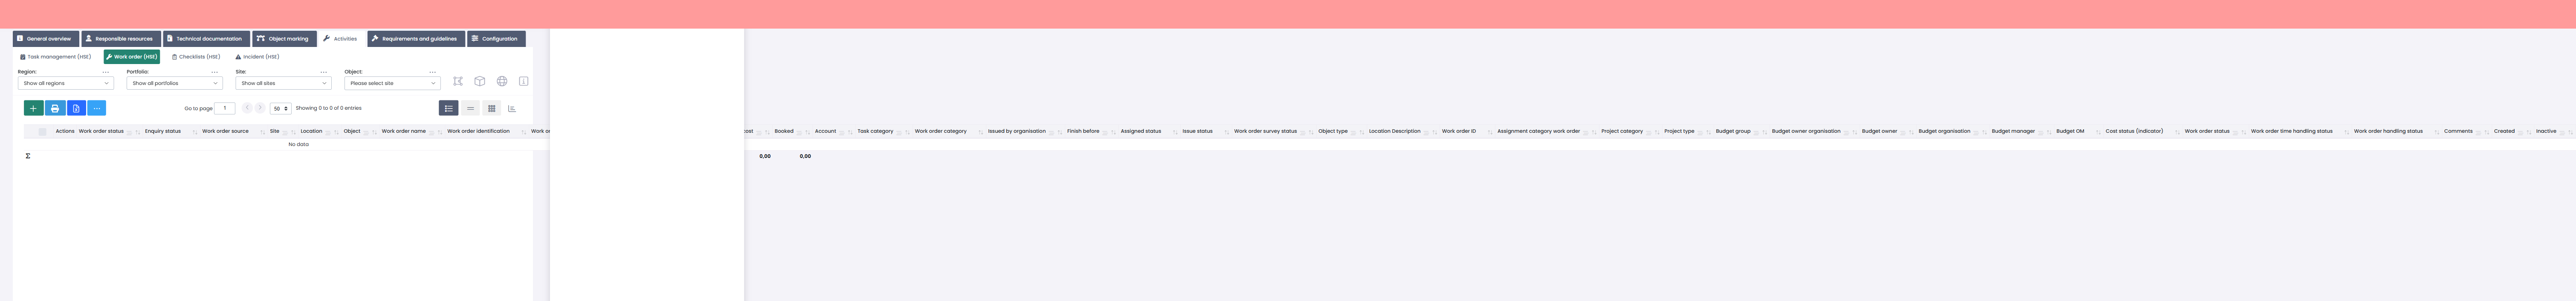 General overview Responsible resources Technical documentation Object marking Activities Requirements and guidelines Configuration
Task management (HSE) Work order (HSE) Checklists (HSE) Incident (HSE)
Region: Portfolio: Site: Object:
Show all regions Show all portfolios Show all sites Please select site
Go to page 1 50 Showing 0 to 0 of 0 entries
Actions Work order status Enquiry status Work order source Site Location Object Work order name Work order identification Work or cost Booked Account Task category Work order category Issued by organisation Finish before Assigned status Issue status Work order survey status Object type Location Description Work order ID Assignment category work order Project category Project type Budget group Budget owner organisation Budget owner Budget organisation Budget manager Budget OM Cost status (indicator) Work order status Work order time handling status Work order handling status Comments Created Inactive
No data
Σ 0,00 0,00